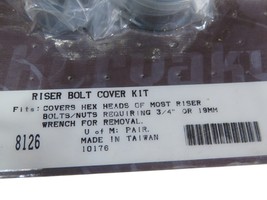 RISER BOLT COVER KIT
Fits: COVERS HEX HEADS OF MOST RISER
BOLTS/NUTS REQUIRING 3/4" OR 19MM
WRENCH FOR REMOVAL.
U of M: PAIR.
8126
MADE IN TAIWAN
10176